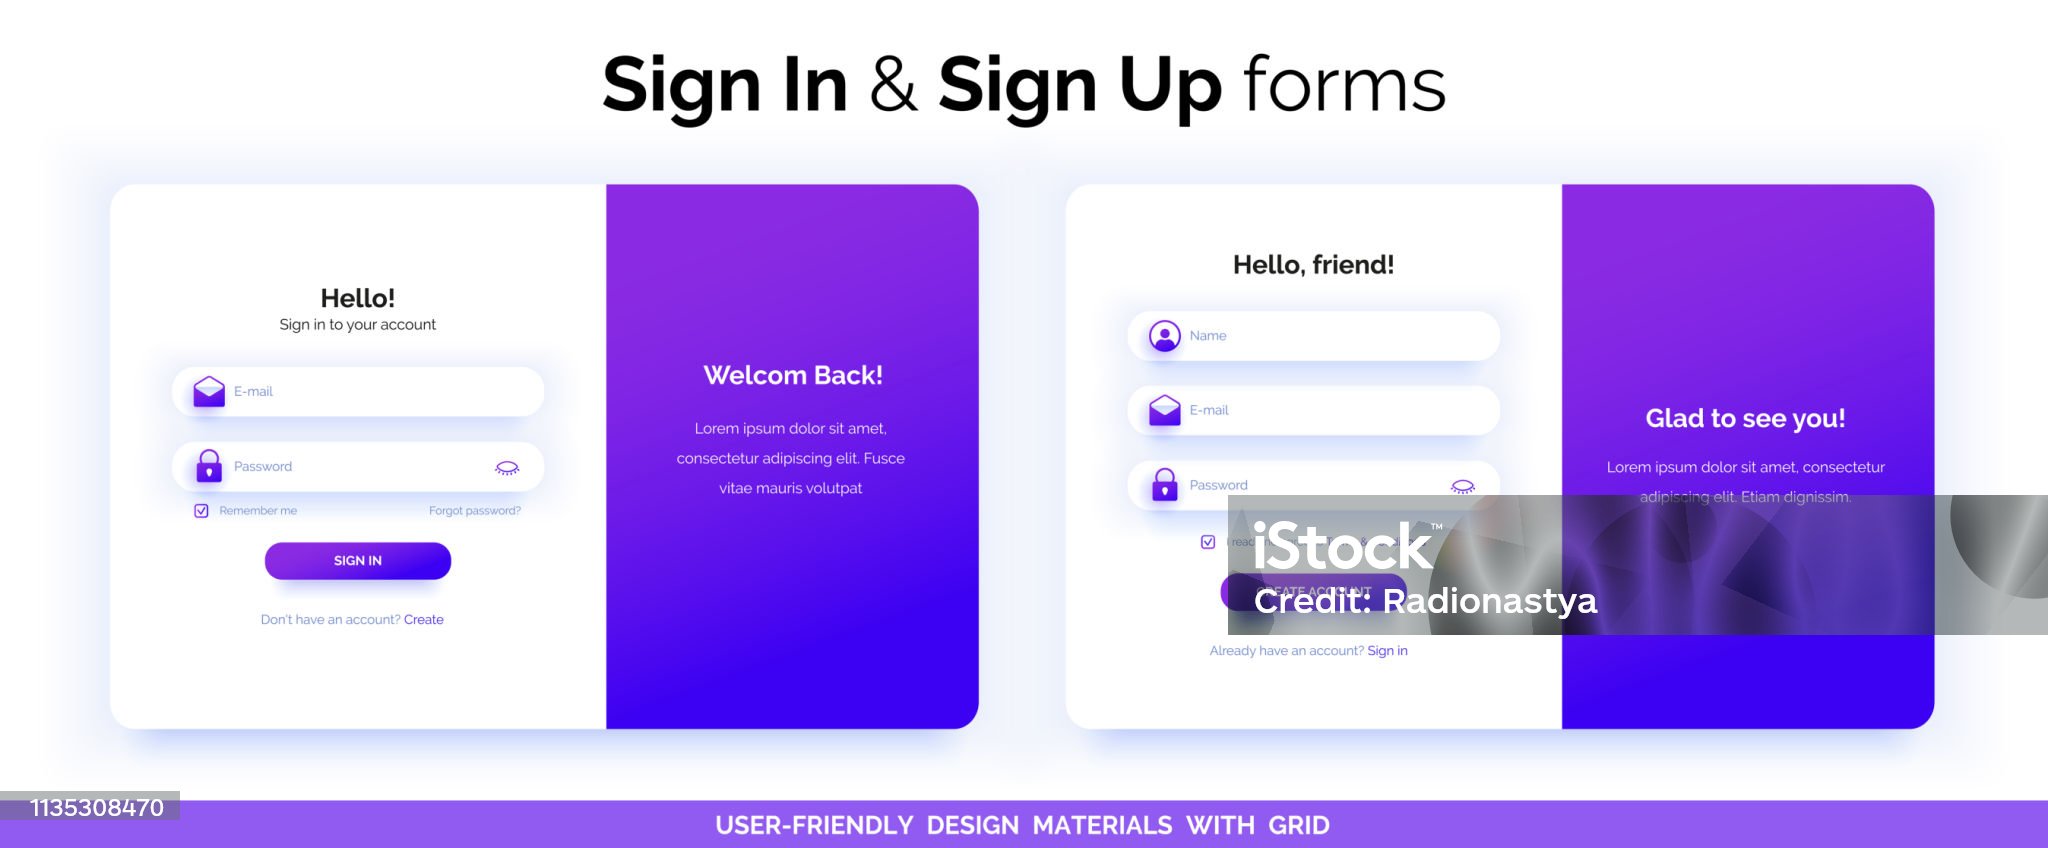 Sign In & Sign Up forms
Hello!
Sign in to your account
E-mail
Password
Remember me
Forgot password?
SIGN IN
Don't have an account? Create
Welcom Back!
Lorem ipsum dolor sit amet,
consectetur adipiscing elit. Fusce
vitae mauris volutpat
Hello, friend!
Name
E-mail
Password
I read
CREATE ACCOUNT
Already have an account? Sign in
Glad to see you!
Lorem ipsum dolor sit amet, consectetur
adipiscing elit. Etiam dignissim.
iStock™
Credit: Radionastya
1135308470
USER-FRIENDLY DESIGN MATERIALS WITH GRID